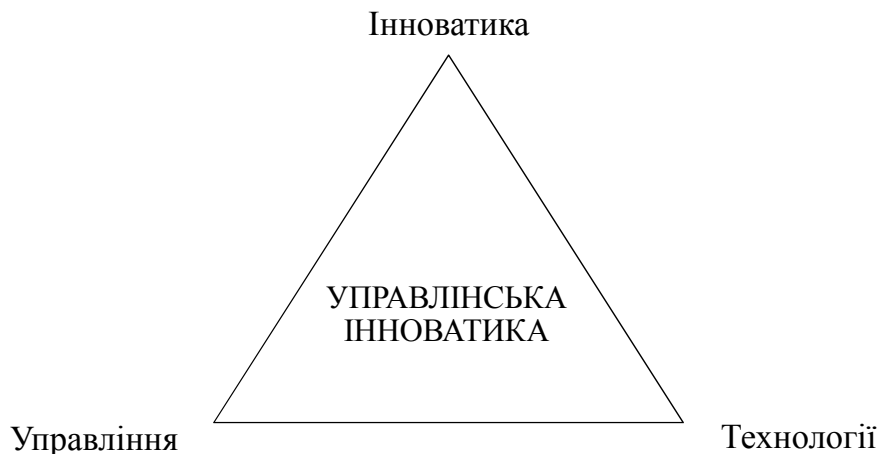 Інноватика
УПРАВЛІНСЬКА
ІННОВАТИКА
Управління
Технології